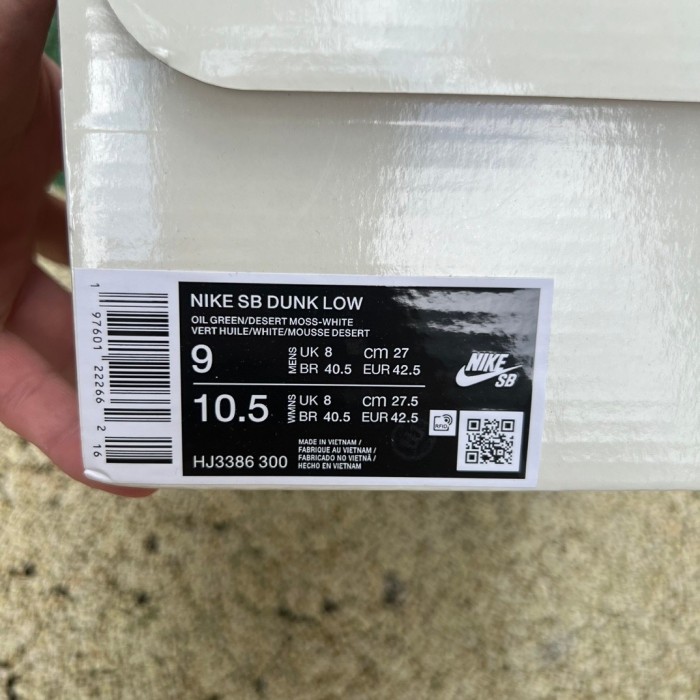 NIKE SB DUNK LOW
OIL GREEN/DESERT MOSS-WHITE
VERT HUILE/WHITE/MOUSSE DESERT
9 MENS UK 8 cm 27
BR 40.5 EUR 42.5
10.5 WMNS UK 8 cm 27.5
BR 40.5 EUR 42.5
HJ3386 300
MADE IN VIETNAM /
FABRIQUE AU VIETNAM /
FABRICADO NO VIETNÃ /
HECHO EN VIETNAM
NIKE
SB
RFID
1 97601 22266 2 16